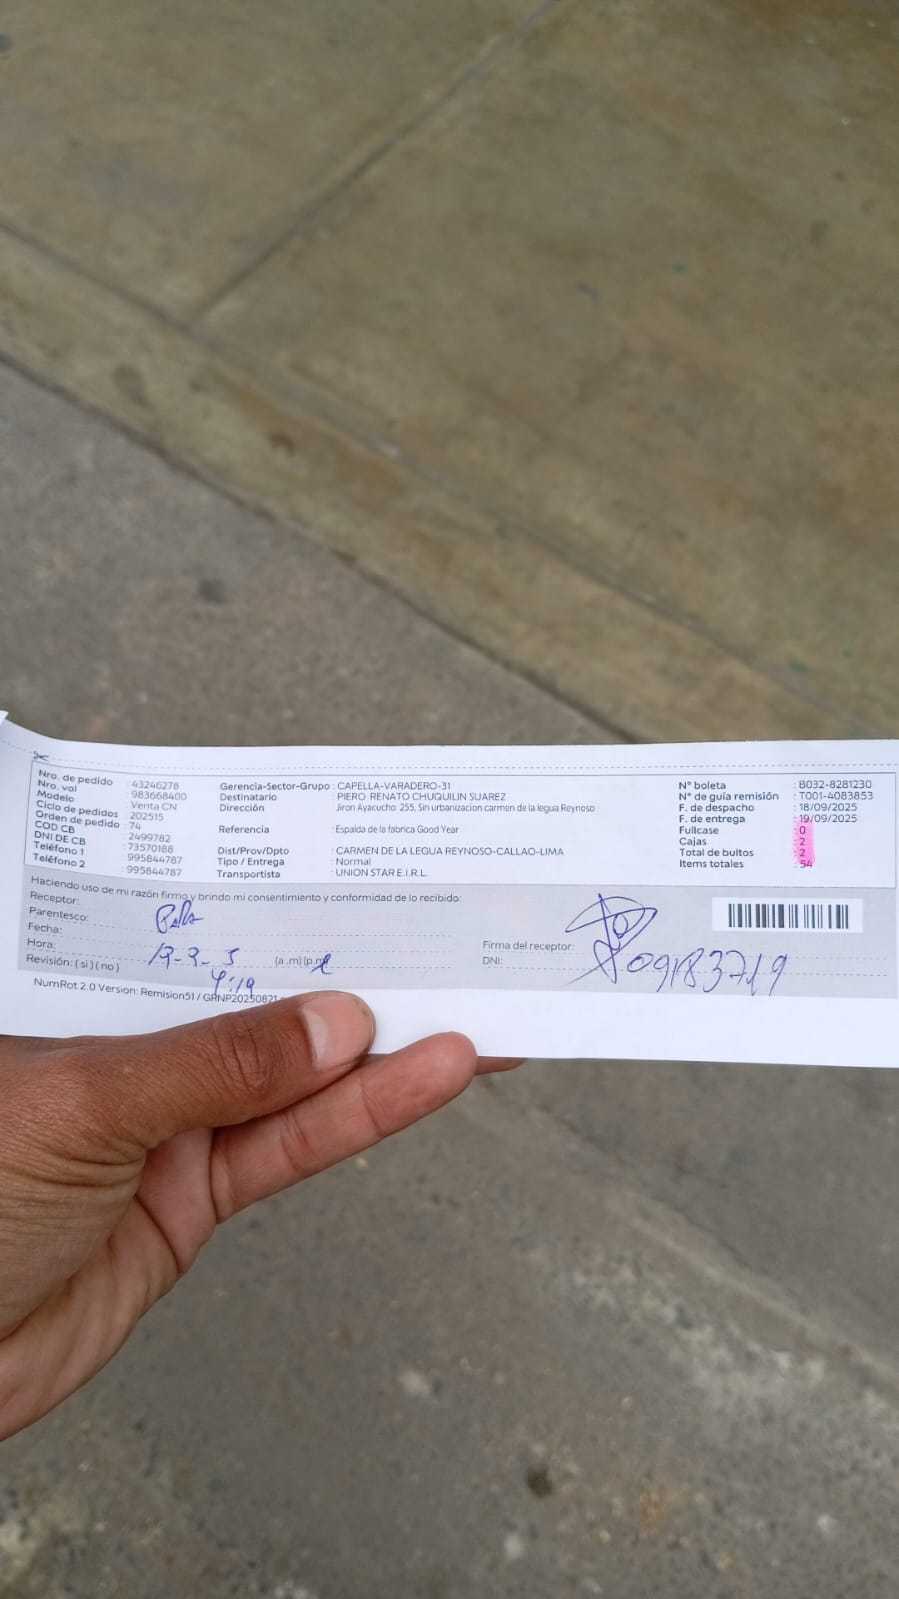 Nro. de pedido : 43246278
Nro. vol : 983668400
Modelo : Venta CN
Ciclo de pedidos : 202515
Orden de pedido : 74
COD CB : 2499782
DNI DE CB : 73570188
Teléfono 1 : 995844787
Teléfono 2 : 995844787
Gerencia-Sector-Grupo : CAPELLA-VARADERO-31
Destinatario : PIERO RENATO CHUQUILIN SUAREZ
Dirección : Jiron Ayacucho 255, Sin urbanizacion carmen de la legua Reynoso
Referencia : Espalda de la fabrica Good Year
Dist/Prov/Dpto : CARMEN DE LA LEGUA REYNOSO-CALLAO-LIMA
Tipo / Entrega : Normal
Transportista : UNION STAR E.I.R.L.
N° boleta : B032-8281230
N° de guía remisión : T001-4083853
F. de despacho : 18/09/2025
F. de entrega : 19/09/2025
Fullcase : 0
Cajas : 2
Total de bultos : 2
Items totales : 54
Haciendo uso de mi razón firmo y brindo mi consentimiento y conformidad de lo recibido:
Receptor:
Parentesco:
Fecha:
Hora: (a.m) (p.m)
Revisión: ( si ) ( no ) 4:19
Firma del receptor:
DNI: 09183719
NumRot 2.0 Version: Remision51 / GRNP20250821